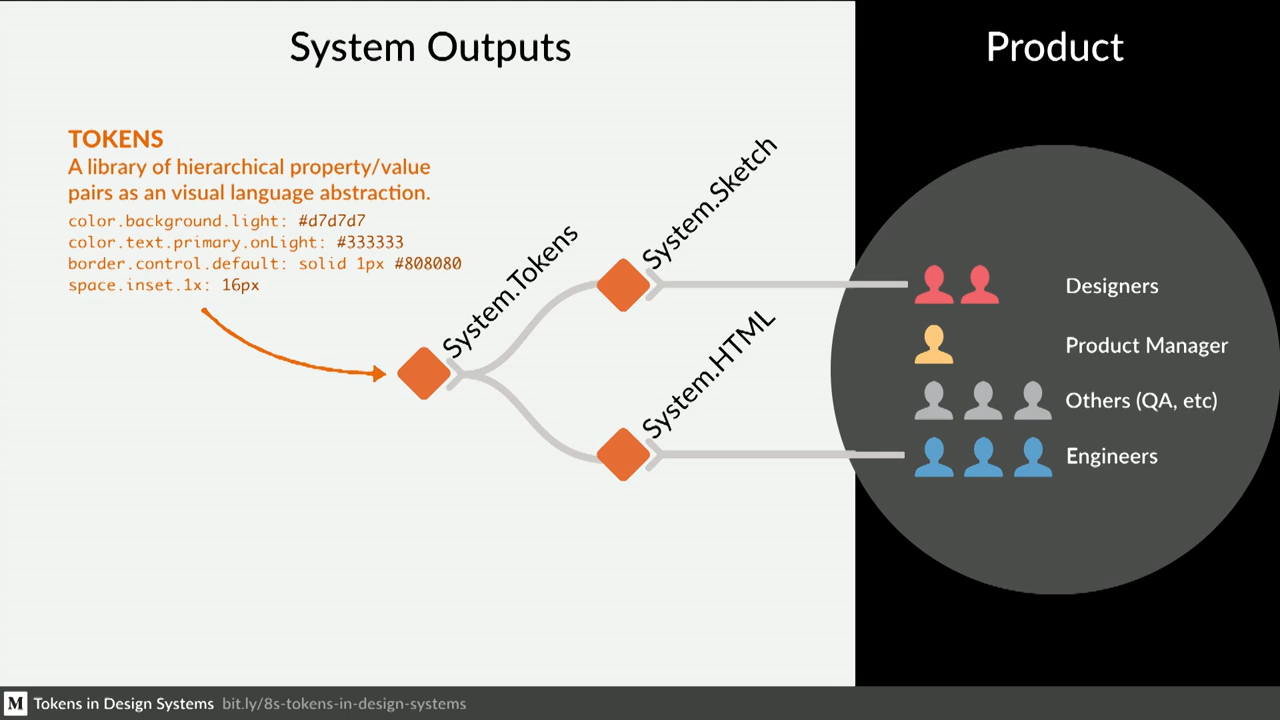 System Outputs
Product
TOKENS
A library of hierarchical property/value
pairs as an visual language abstraction.
color.background.light: #d7d7d7
color.text.primary.onLight: #333333
border.control.default: solid 1px #808080
space.inset.1x: 16px
System.Tokens
System.Sketch
System.HTML
Designers
Product Manager
Others (QA, etc)
Engineers
M Tokens in Design Systems bit.ly/8s-tokens-in-design-systems